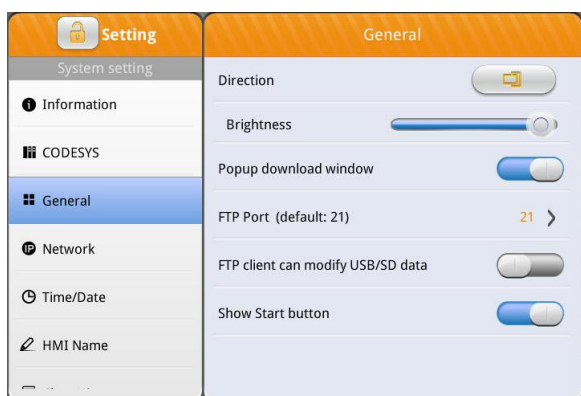 Setting
System setting
Information
CODESYS
General
Network
Time/Date
HMI Name
General
Direction
Brightness
Popup download window
FTP Port (default: 21) 21
FTP client can modify USB/SD data
Show Start button